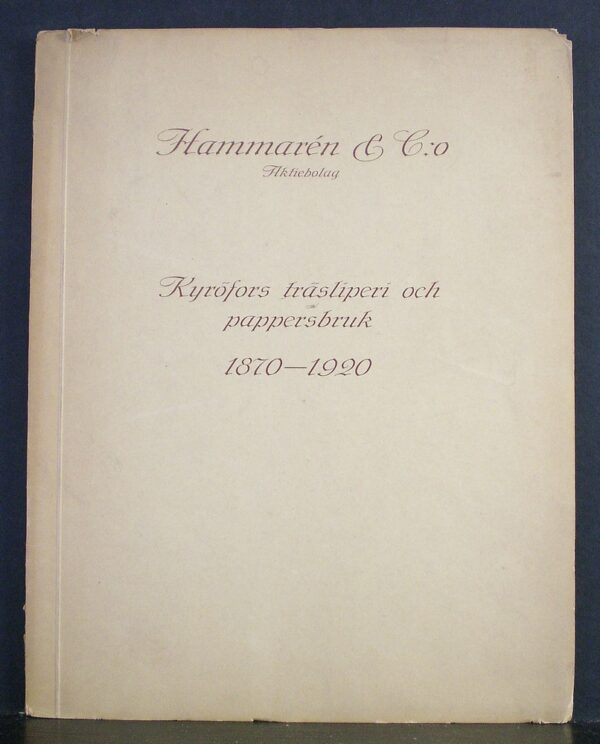 Hammarén & C:o
Aktiebolag
Kyröfors träsliperi och
pappersbruk
1870—1920